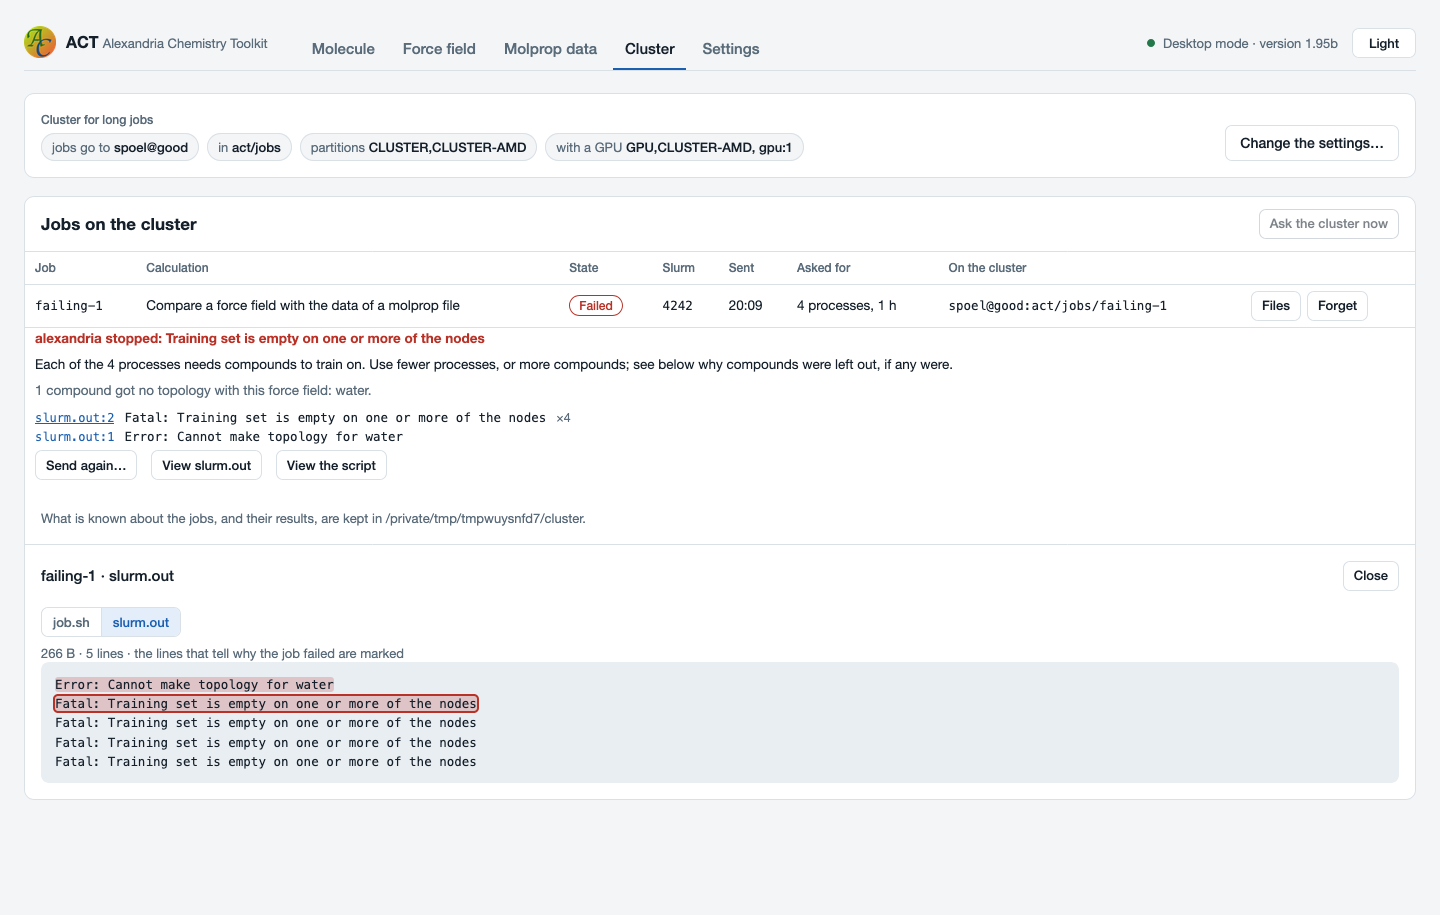 ACT Alexandria Chemistry Toolkit
Molecule Force field Molprop data Cluster Settings
Desktop mode · version 1.95b
Light
Cluster for long jobs
jobs go to spoel@good in act/jobs partitions CLUSTER,CLUSTER-AMD with a GPU GPU,CLUSTER-AMD, gpu:1
Change the settings...
Jobs on the cluster
Ask the cluster now
Job Calculation State Slurm Sent Asked for On the cluster
failing-1 Compare a force field with the data of a molprop file Failed 4242 20:09 4 processes, 1 h spoel@good:act/jobs/failing-1 Files Forget
alexandria stopped: Training set is empty on one or more of the nodes
Each of the 4 processes needs compounds to train on. Use fewer processes, or more compounds; see below why compounds were left out, if any were.
1 compound got no topology with this force field: water.
slurm.out:2 Fatal: Training set is empty on one or more of the nodes ×4
slurm.out:1 Error: Cannot make topology for water
Send again... View slurm.out View the script
What is known about the jobs, and their results, are kept in /private/tmp/tmpwuysnfd7/cluster.
failing-1 · slurm.out
Close
job.sh slurm.out
266 B · 5 lines · the lines that tell why the job failed are marked
Error: Cannot make topology for water
Fatal: Training set is empty on one or more of the nodes
Fatal: Training set is empty on one or more of the nodes
Fatal: Training set is empty on one or more of the nodes
Fatal: Training set is empty on one or more of the nodes